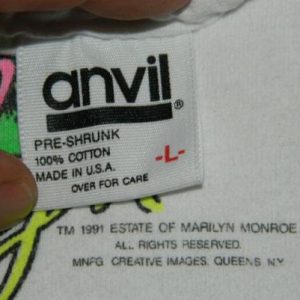 anvil®
PRE-SHRUNK
100% COTTON
MADE IN U.S.A.
-L-
OVER FOR CARE
TM 1991 ESTATE OF MARILYN MONROE
ALL RIGHTS RESERVED.
MNFG. CREATIVE IMAGES, QUEENS, N.Y.